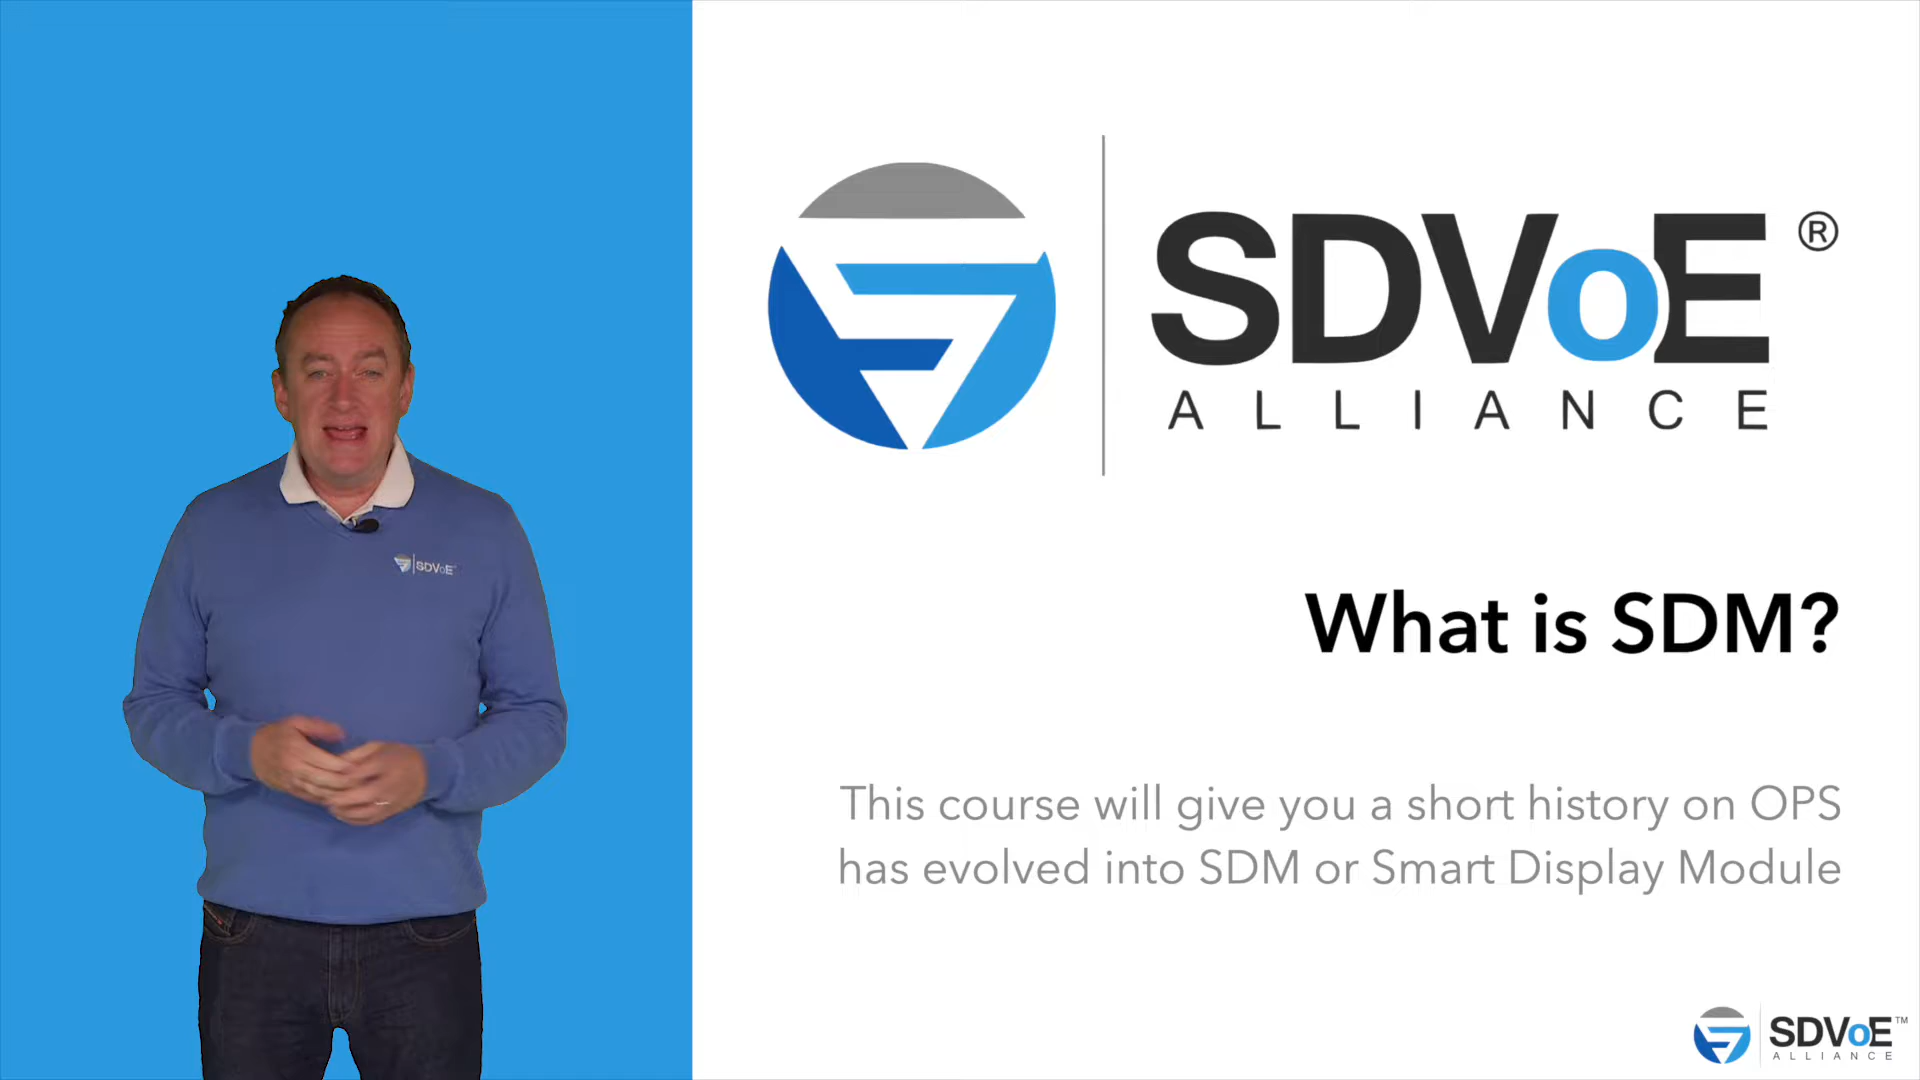 SDVoE ®
ALLIANCE
What is SDM?
This course will give you a short history on OPS
has evolved into SDM or Smart Display Module
SDVoE
SDVoE™
ALLIANCE